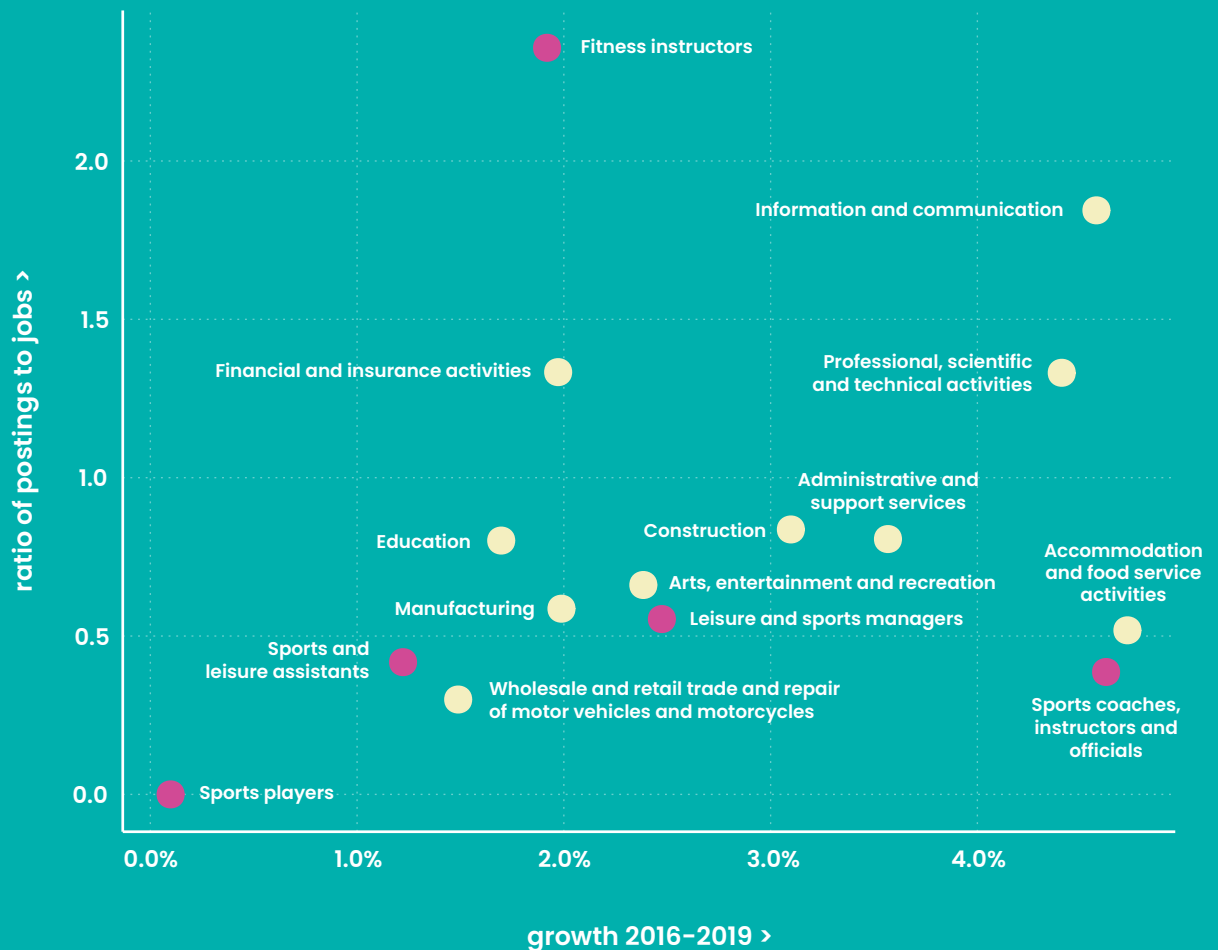 Fitness instructors
2.0
Information and communication
1.5
Financial and insurance activities
Professional, scientific
and technical activities
ratio of postings to jobs >
1.0
Administrative and
support services
Construction
Education
Accommodation
and food service
activities
Arts, entertainment and recreation
Manufacturing
Leisure and sports managers
0.5
Sports and
leisure assistants
Wholesale and retail trade and repair
of motor vehicles and motorcycles
Sports coaches,
instructors and
officials
0.0
Sports players
0.0%
1.0%
2.0%
3.0%
4.0%
growth 2016-2019 >